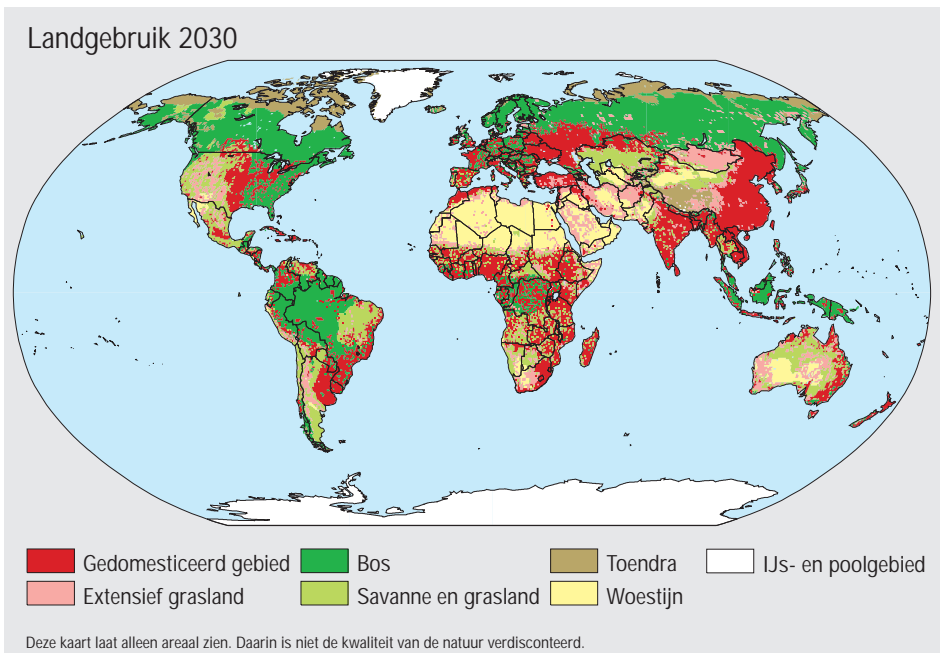 Landgebruik 2030
Gedomesticeerd gebied
Bos
Toendra
IJs- en poolgebied
Extensief grasland
Savanne en grasland
Woestijn
Deze kaart laat alleen areaal zien. Daarin is niet de kwaliteit van de natuur verdisconteerd.